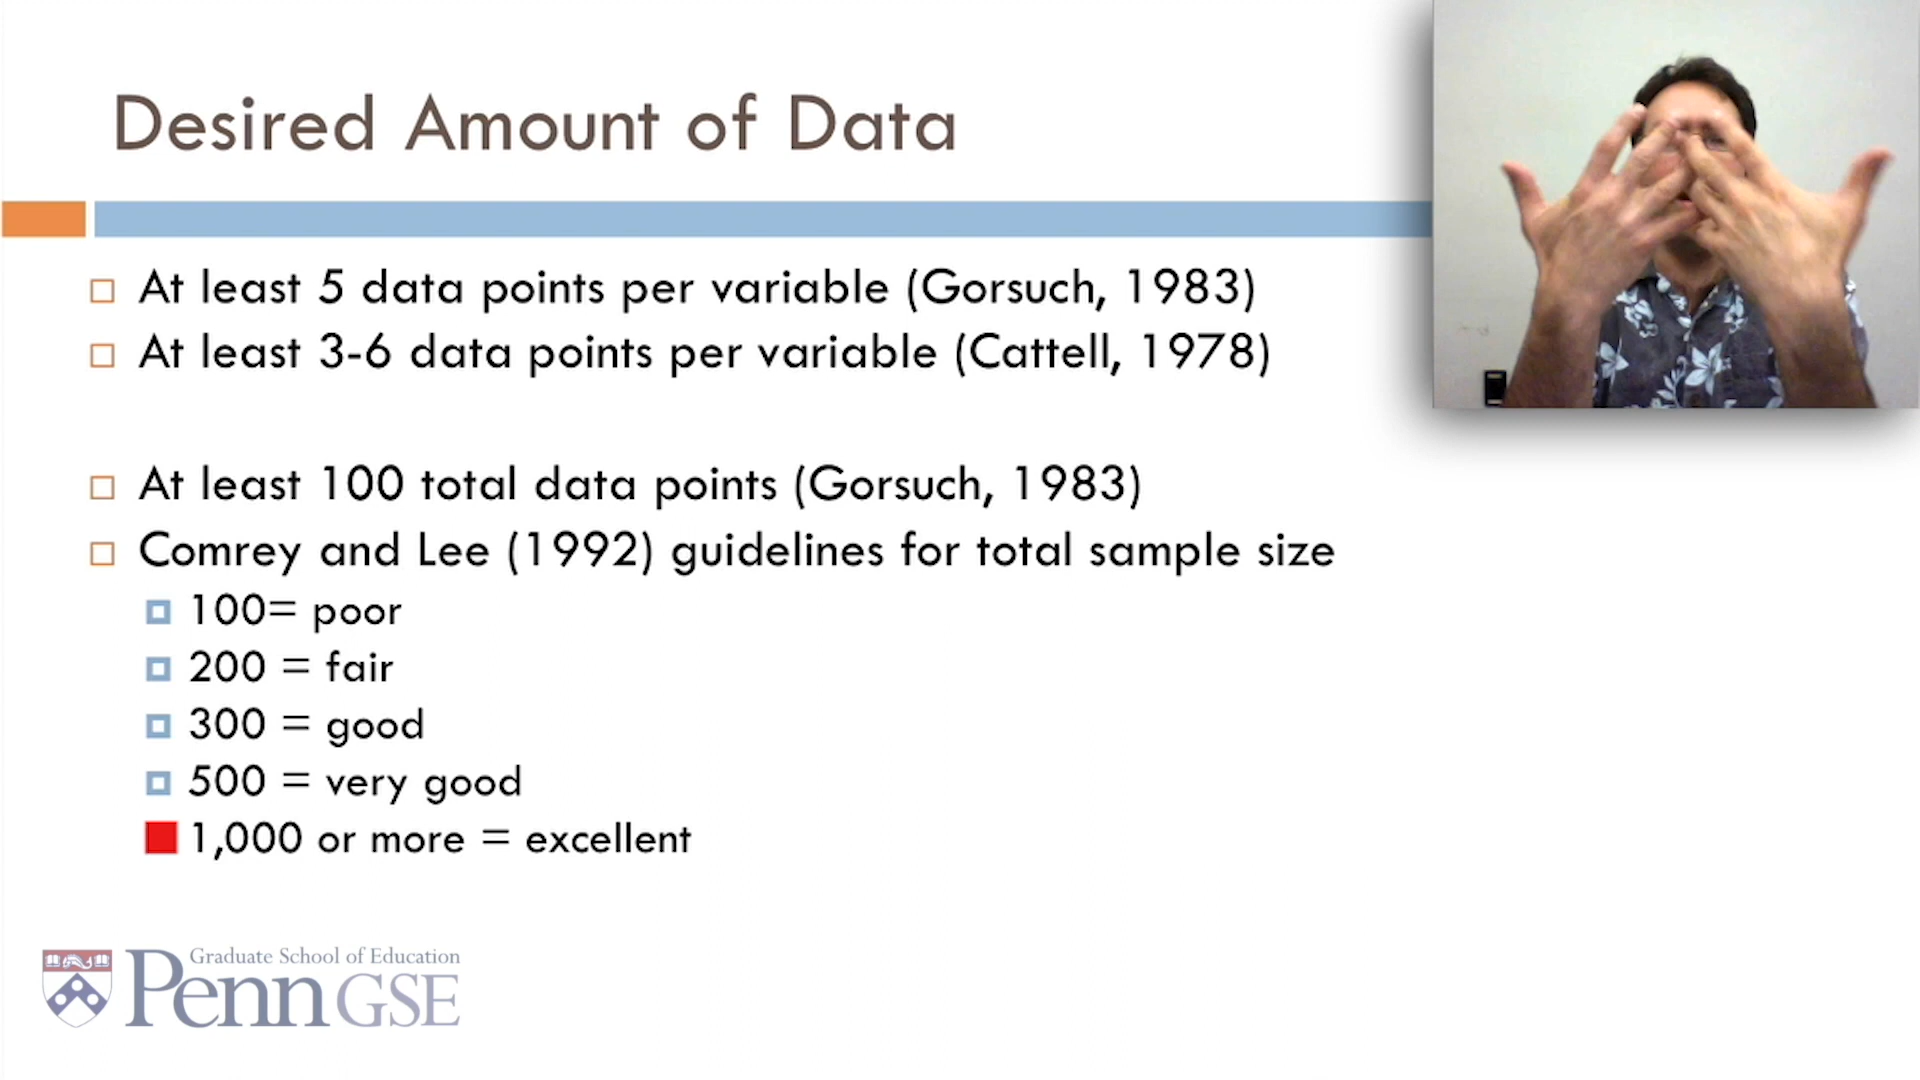 Desired Amount of Data
At least 5 data points per variable (Gorsuch, 1983)
At least 3-6 data points per variable (Cattell, 1978)
At least 100 total data points (Gorsuch, 1983)
Comrey and Lee (1992) guidelines for total sample size
100= poor
200 = fair
300 = good
500 = very good
1,000 or more = excellent
Graduate School of Education
Penn GSE